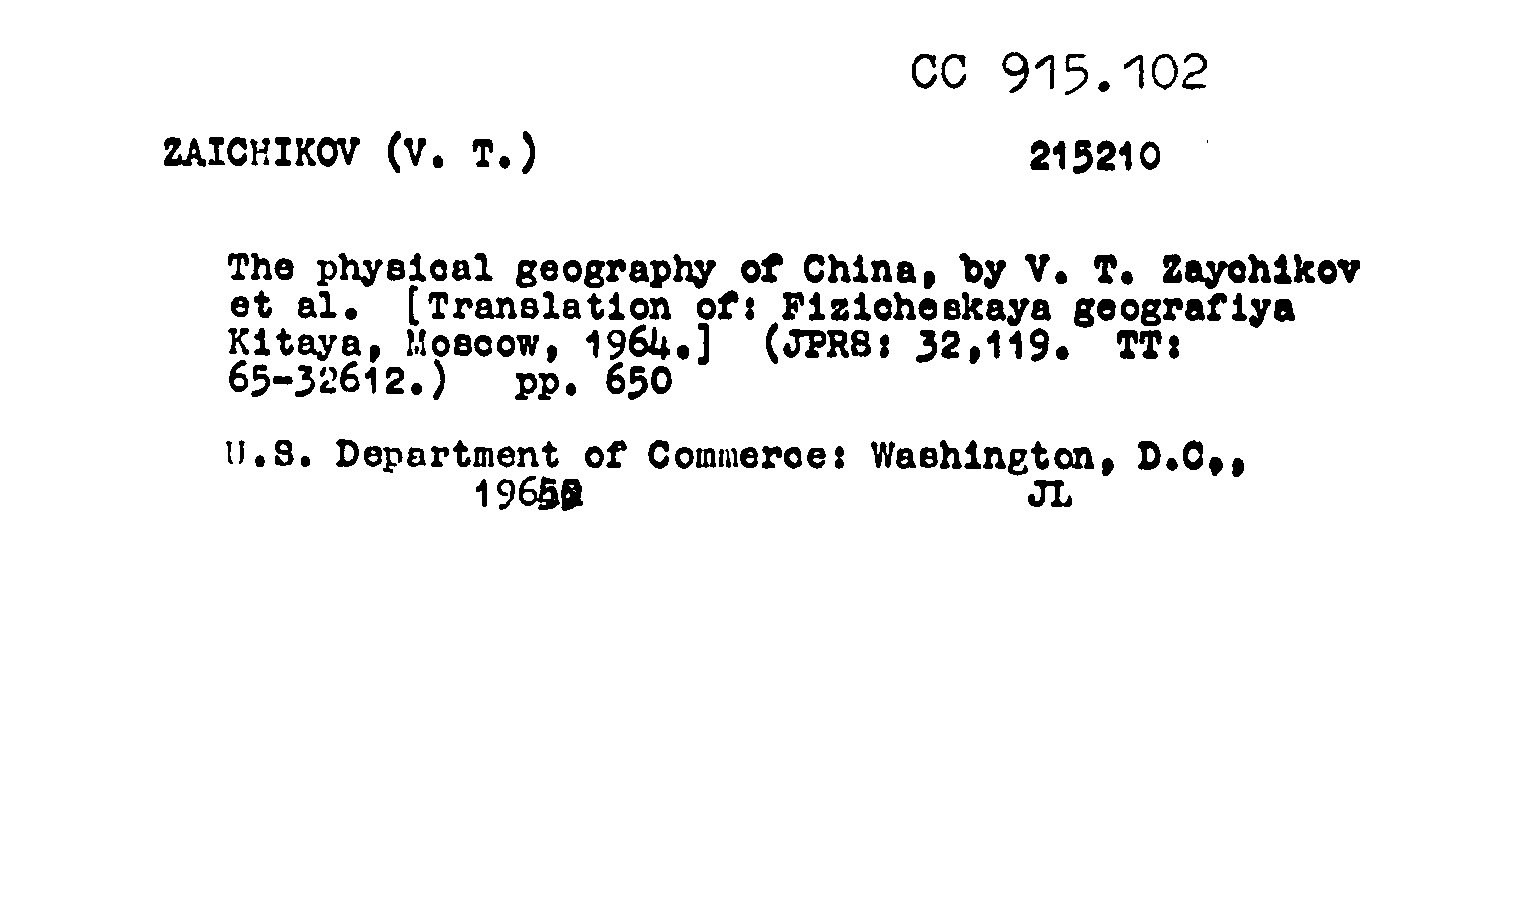 CC 915.102
ZAICHIKOV (V. T.) 215210
The physical geography of China, by V. T. Zaychikov
et al. [Translation of: Fizicheskaya geografiya
Kitaya, Moscow, 1964.] (JPRS: 32,119. TT:
65-32612.) pp. 650
U.S. Department of Commerce: Washington, D.C.,,
JL